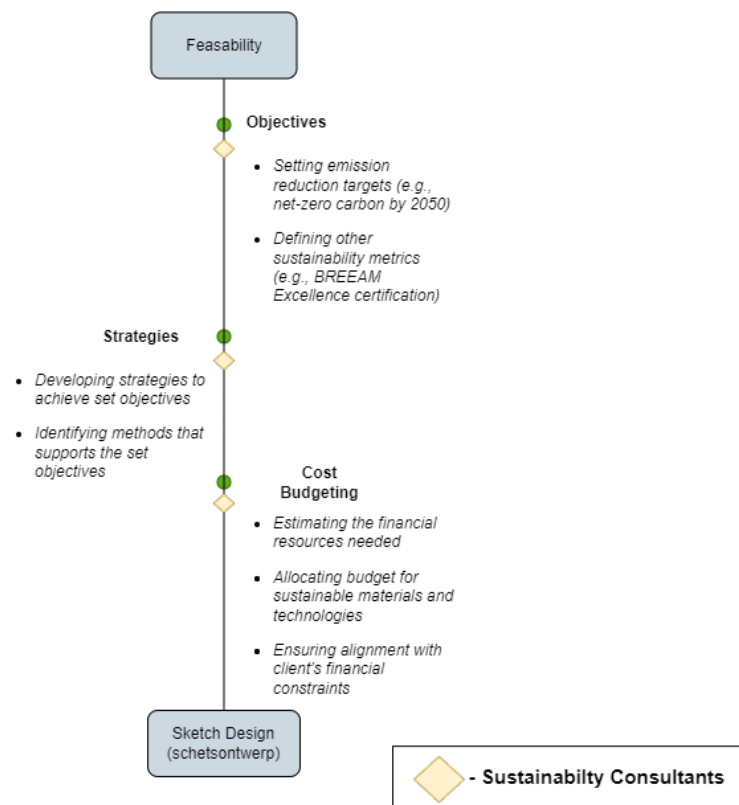 Feasability
Objectives
• Setting emission
reduction targets (e.g.,
net-zero carbon by 2050)
• Defining other
sustainability metrics
(e.g., BREEAM
Excellence certification)
Strategies
• Developing strategies to
achieve set objectives
• Identifying methods that
supports the set
objectives
Cost
Budgeting
• Estimating the financial
resources needed
• Allocating budget for
sustainable materials and
technologies
• Ensuring alignment with
client's financial
constraints
Sketch Design
(schetsontwerp)
- Sustainabilty Consultants